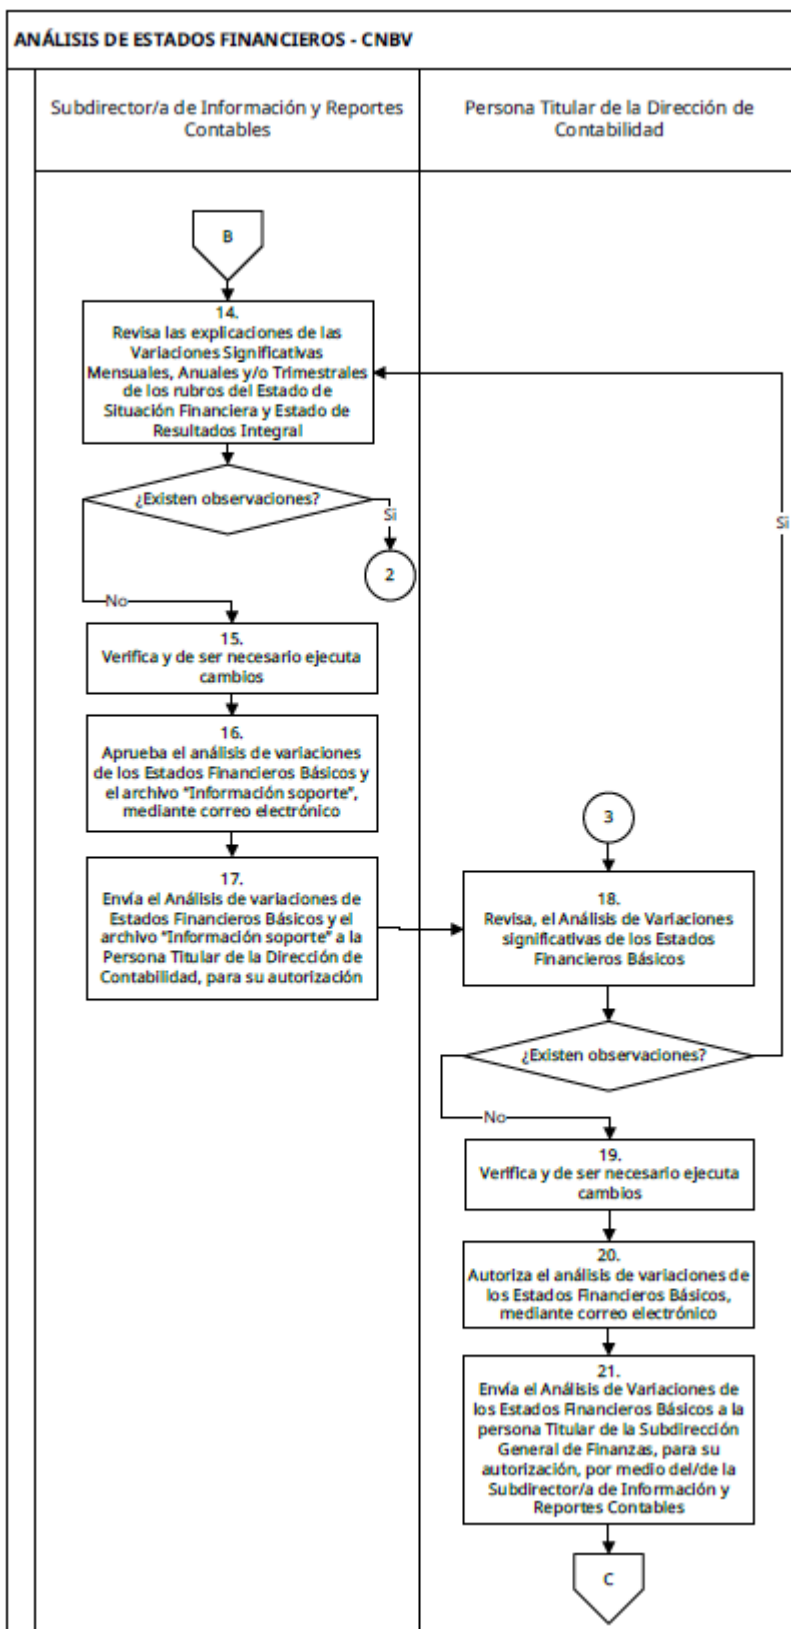 ANÁLISIS DE ESTADOS FINANCIEROS - CNBV
Subdirector/a de Información y Reportes
Contables
Persona Titular de la Dirección de
Contabilidad
B
14.
Revisa las explicaciones de las
Variaciones Significativas
Mensuales, Anuales y/o Trimestrales
de los rubros del Estado de
Situación Financiera y Estado de
Resultados Integral
¿Existen observaciones?
Si
2
No
15.
Verifica y de ser necesario ejecuta
cambios
16.
Aprueba el análisis de variaciones
de los Estados Financieros Básicos y
el archivo "Información soporte",
mediante correo electrónico
17.
Envía el Análisis de variaciones de
Estados Financieros Básicos y el
archivo "Información soporte" a la
Persona Titular de la Dirección de
Contabilidad, para su autorización
Si
3
18.
Revisa, el Análisis de Variaciones
significativas de los Estados
Financieros Básicos
¿Existen observaciones?
No
19.
Verifica y de ser necesario ejecuta
cambios
20.
Autoriza el análisis de variaciones de
los Estados Financieros Básicos,
mediante correo electrónico
21.
Envía el Análisis de Variaciones de
los Estados Financieros Básicos a la
persona Titular de la Subdirección
General de Finanzas, para su
autorización, por medio del/de la
Subdirector/a de Información y
Reportes Contables
C